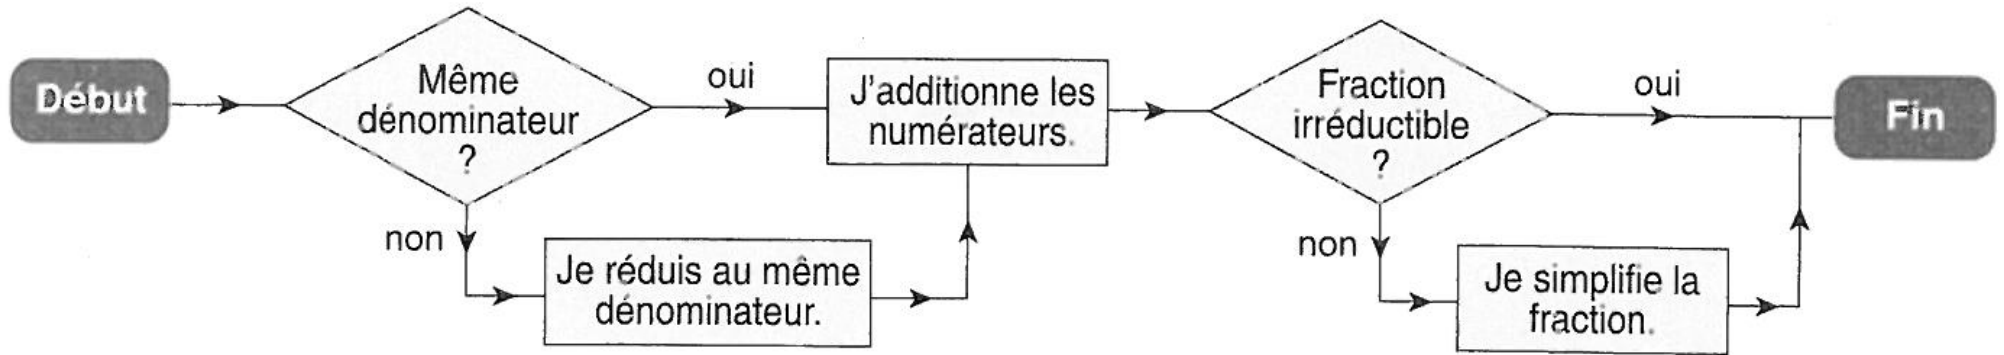 Début
Même
dénominateur
?
oui
J'additionne les
numérateurs.
non
Je réduis au même
dénominateur.
Fraction
irréductible
?
oui
non
Je simplifie la
fraction.
Fin